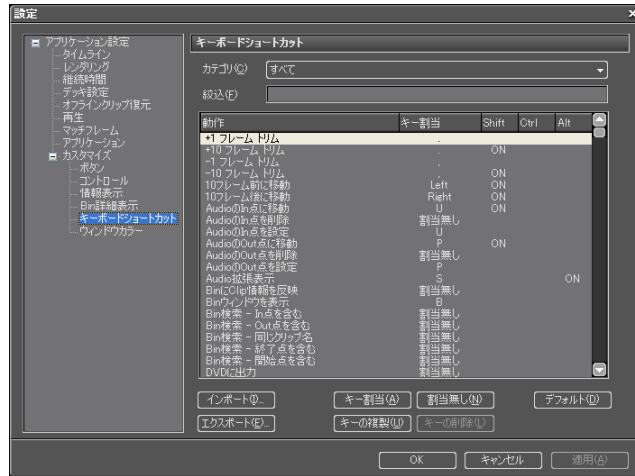 設定
アプリケーション設定
タイムライン
レンダリング
継続時間
デッキ設定
オフラインクリップ復元
再生
マッチフレーム
アプリケーション
カスタマイズ
ボタン
コントロール
情報表示
Bin詳細表示
キーボードショートカット
ウィンドウカラー
キーボードショートカット
カテゴリ(C) すべて
絞込(F)
動作 キー割当 Shift Ctrl Alt
+1 フレーム トリム .
+10 フレーム トリム . ON
-1 フレーム トリム ,
-10 フレーム トリム , ON
10フレーム前に移動 Left ON
10フレーム後に移動 Right ON
AudioのIn点に移動 U ON
AudioのIn点を削除 割当無し
AudioのIn点を設定 U
AudioのOut点に移動 P ON
AudioのOut点を削除 割当無し
AudioのOut点を設定 P
Audio拡張表示 S ON
BinにClip情報を反映 割当無し
Binウィンドウを表示 B
Bin検索 - In点を含む 割当無し
Bin検索 - Out点を含む 割当無し
Bin検索 - 同じクリップ名 割当無し
Bin検索 - 終了点を含む 割当無し
Bin検索 - 開始点を含む 割当無し
DVDに出力 割当無し
インポート(I)... キー割当(A) 割当無し(N) デフォルト(D)
エクスポート(E)... キーの複製(U) キーの削除(L)
OK キャンセル 適用(A)